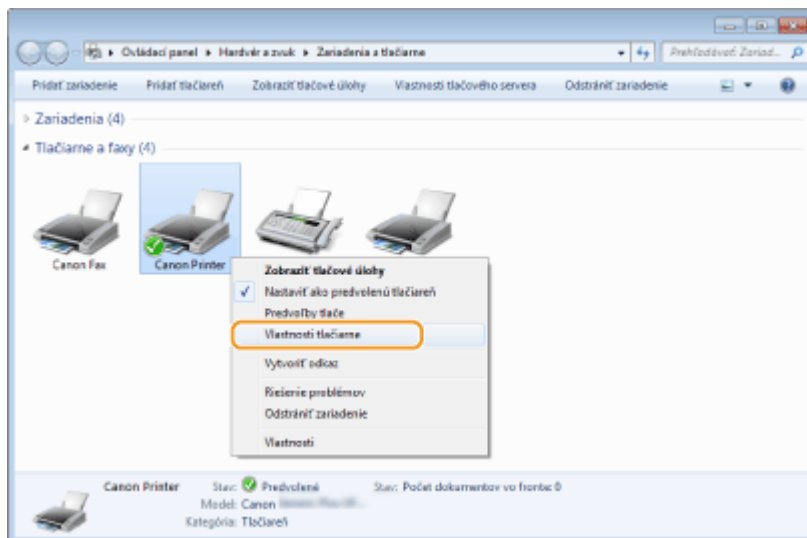 Ovládací panel ▸ Hardvér a zvuk ▸ Zariadenia a tlačiarne
Prehľadávať: Zariad...
Pridať zariadenie Pridať tlačiareň Zobraziť tlačové úlohy Vlastnosti tlačového servera Odstrániť zariadenie
Zariadenia (4)
Tlačiarne a faxy (4)
Canon Fax
Canon Printer
Zobraziť tlačové úlohy
Nastaviť ako predvolenú tlačiareň
Predvoľby tlače
Vlastnosti tlačiarne
Vytvoriť odkaz
Riešenie problémov
Odstrániť zariadenie
Vlastnosti
Canon Printer Stav: Predvolené Stav: Počet dokumentov vo fronte: 0
Model: Canon
Kategória: Tlačiareň